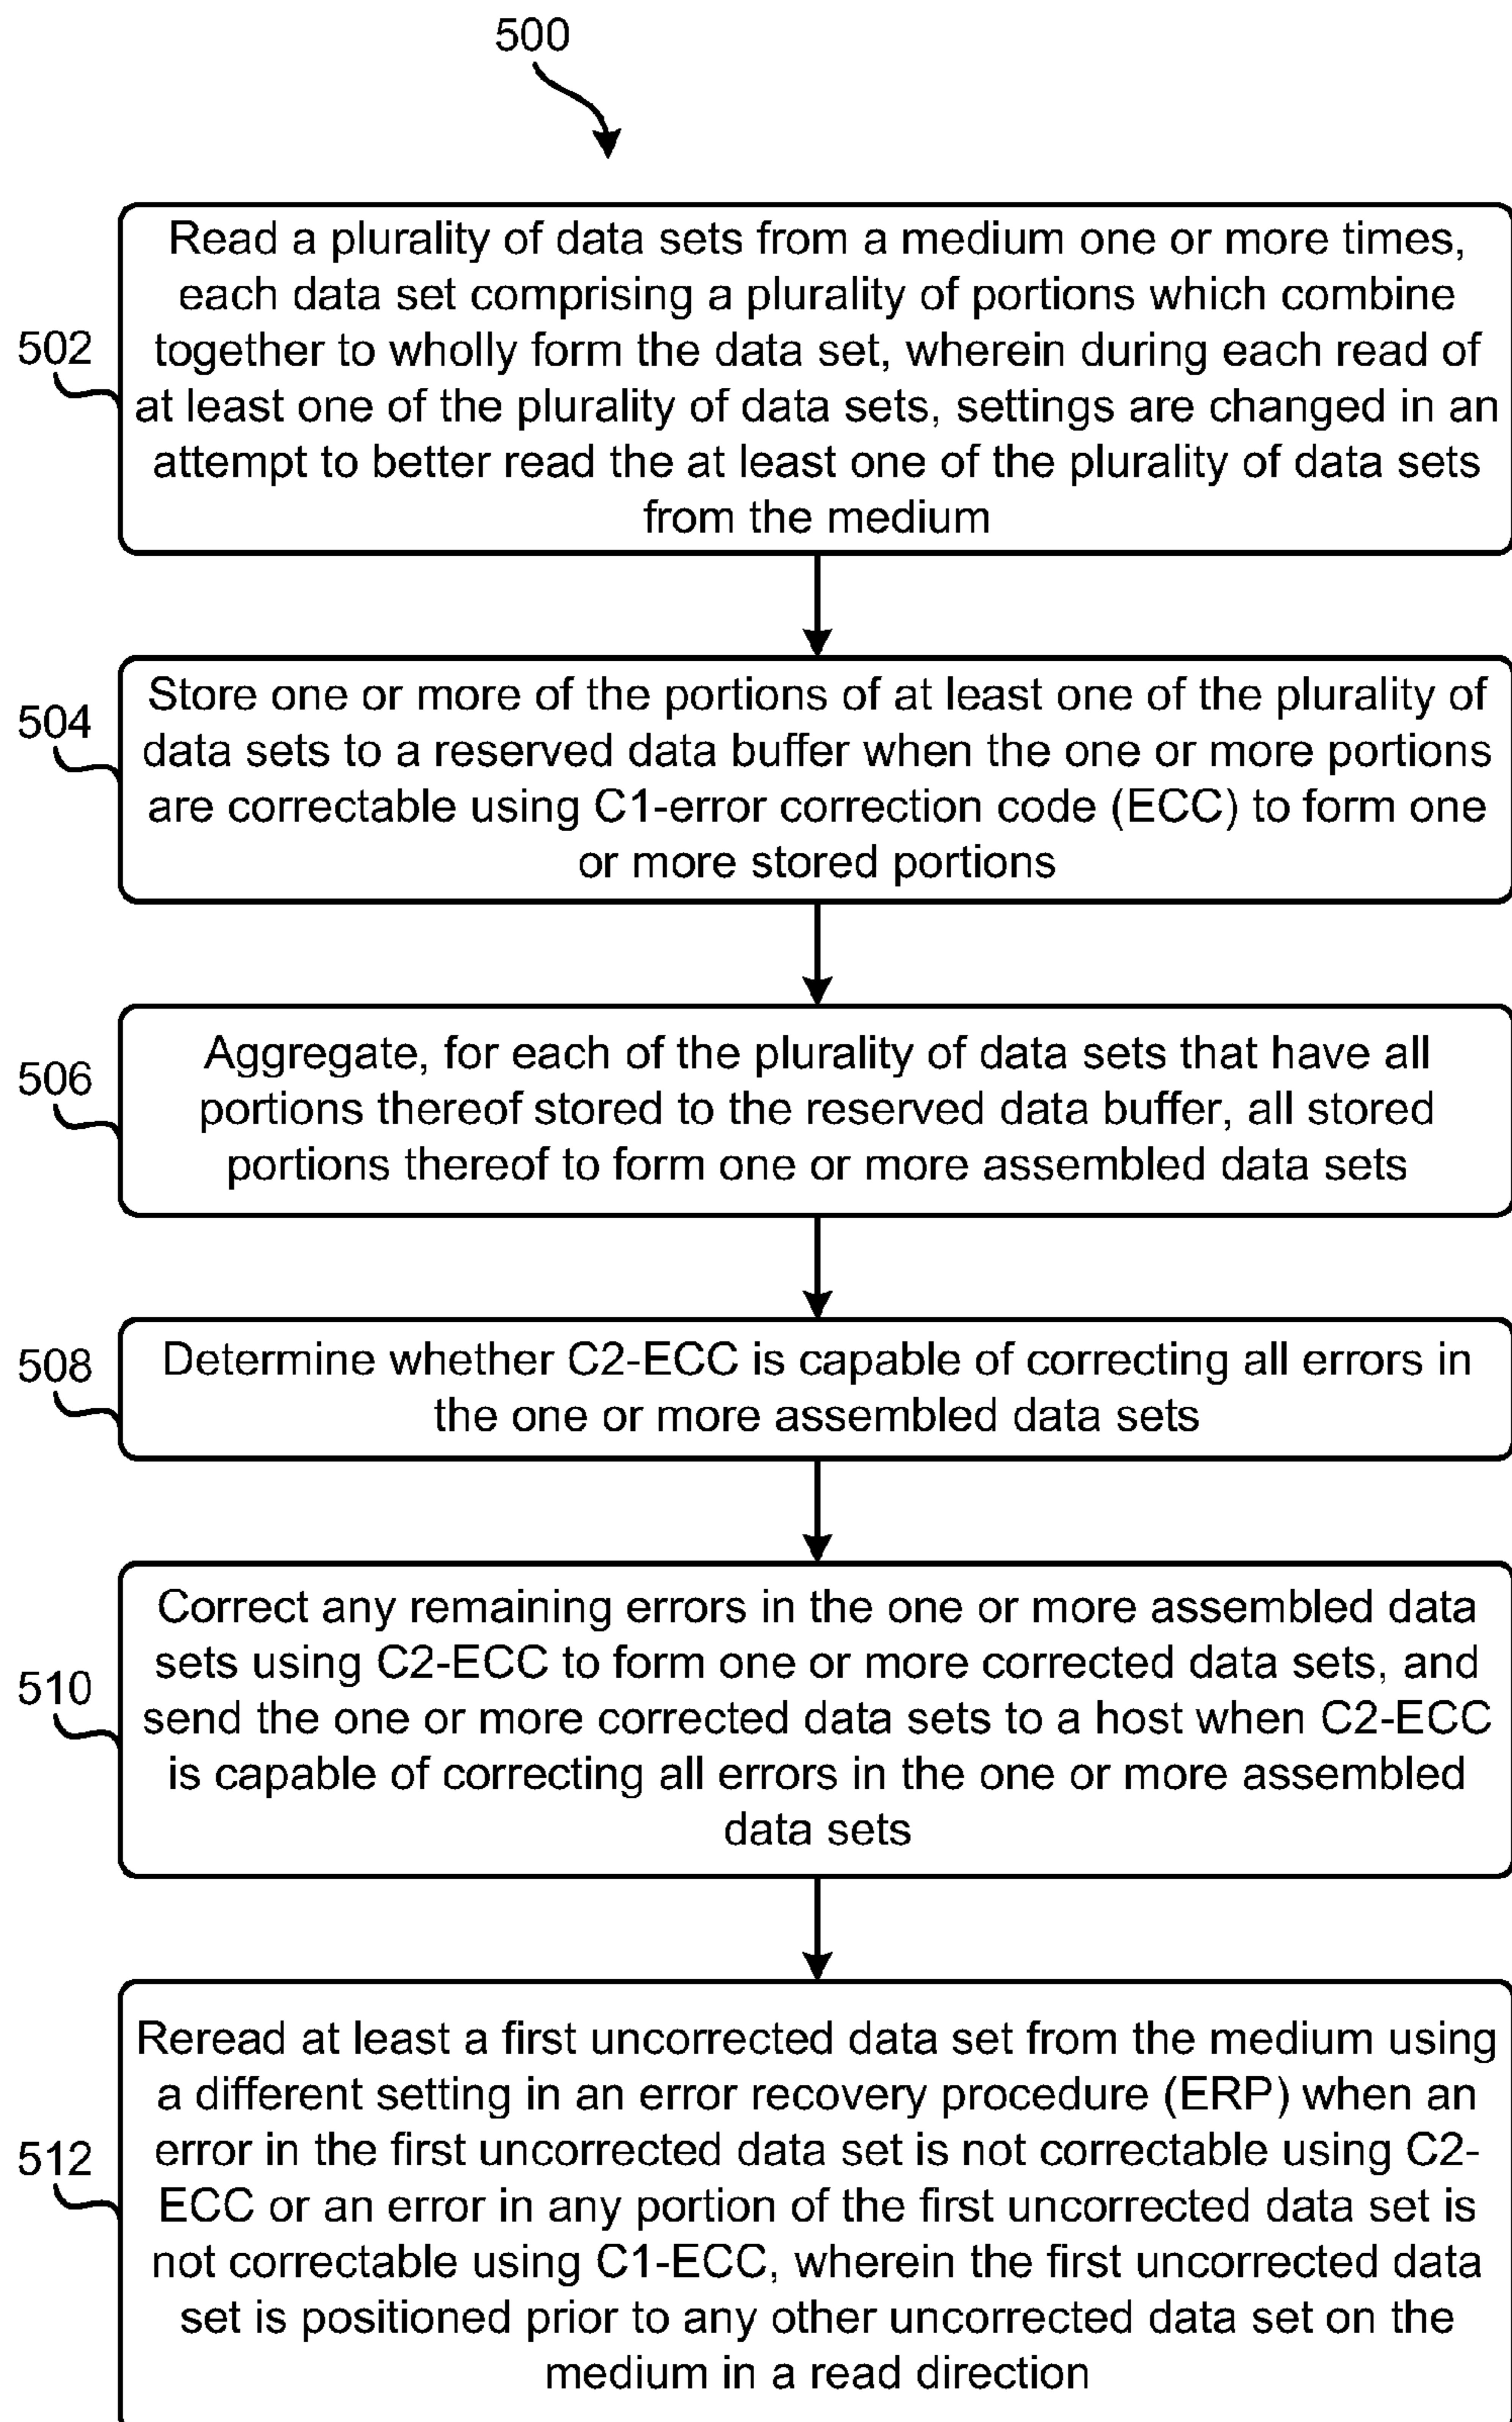 500
502
Read a plurality of data sets from a medium one or more times,
each data set comprising a plurality of portions which combine
together to wholly form the data set, wherein during each read of
at least one of the plurality of data sets, settings are changed in an
attempt to better read the at least one of the plurality of data sets
from the medium
504
Store one or more of the portions of at least one of the plurality of
data sets to a reserved data buffer when the one or more portions
are correctable using C1-error correction code (ECC) to form one
or more stored portions
506
Aggregate, for each of the plurality of data sets that have all
portions thereof stored to the reserved data buffer, all stored
portions thereof to form one or more assembled data sets
508
Determine whether C2-ECC is capable of correcting all errors in
the one or more assembled data sets
510
Correct any remaining errors in the one or more assembled data
sets using C2-ECC to form one or more corrected data sets, and
send the one or more corrected data sets to a host when C2-ECC
is capable of correcting all errors in the one or more assembled
data sets
512
Reread at least a first uncorrected data set from the medium using
a different setting in an error recovery procedure (ERP) when an
error in the first uncorrected data set is not correctable using C2-
ECC or an error in any portion of the first uncorrected data set is
not correctable using C1-ECC, wherein the first uncorrected data
set is positioned prior to any other uncorrected data set on the
medium in a read direction